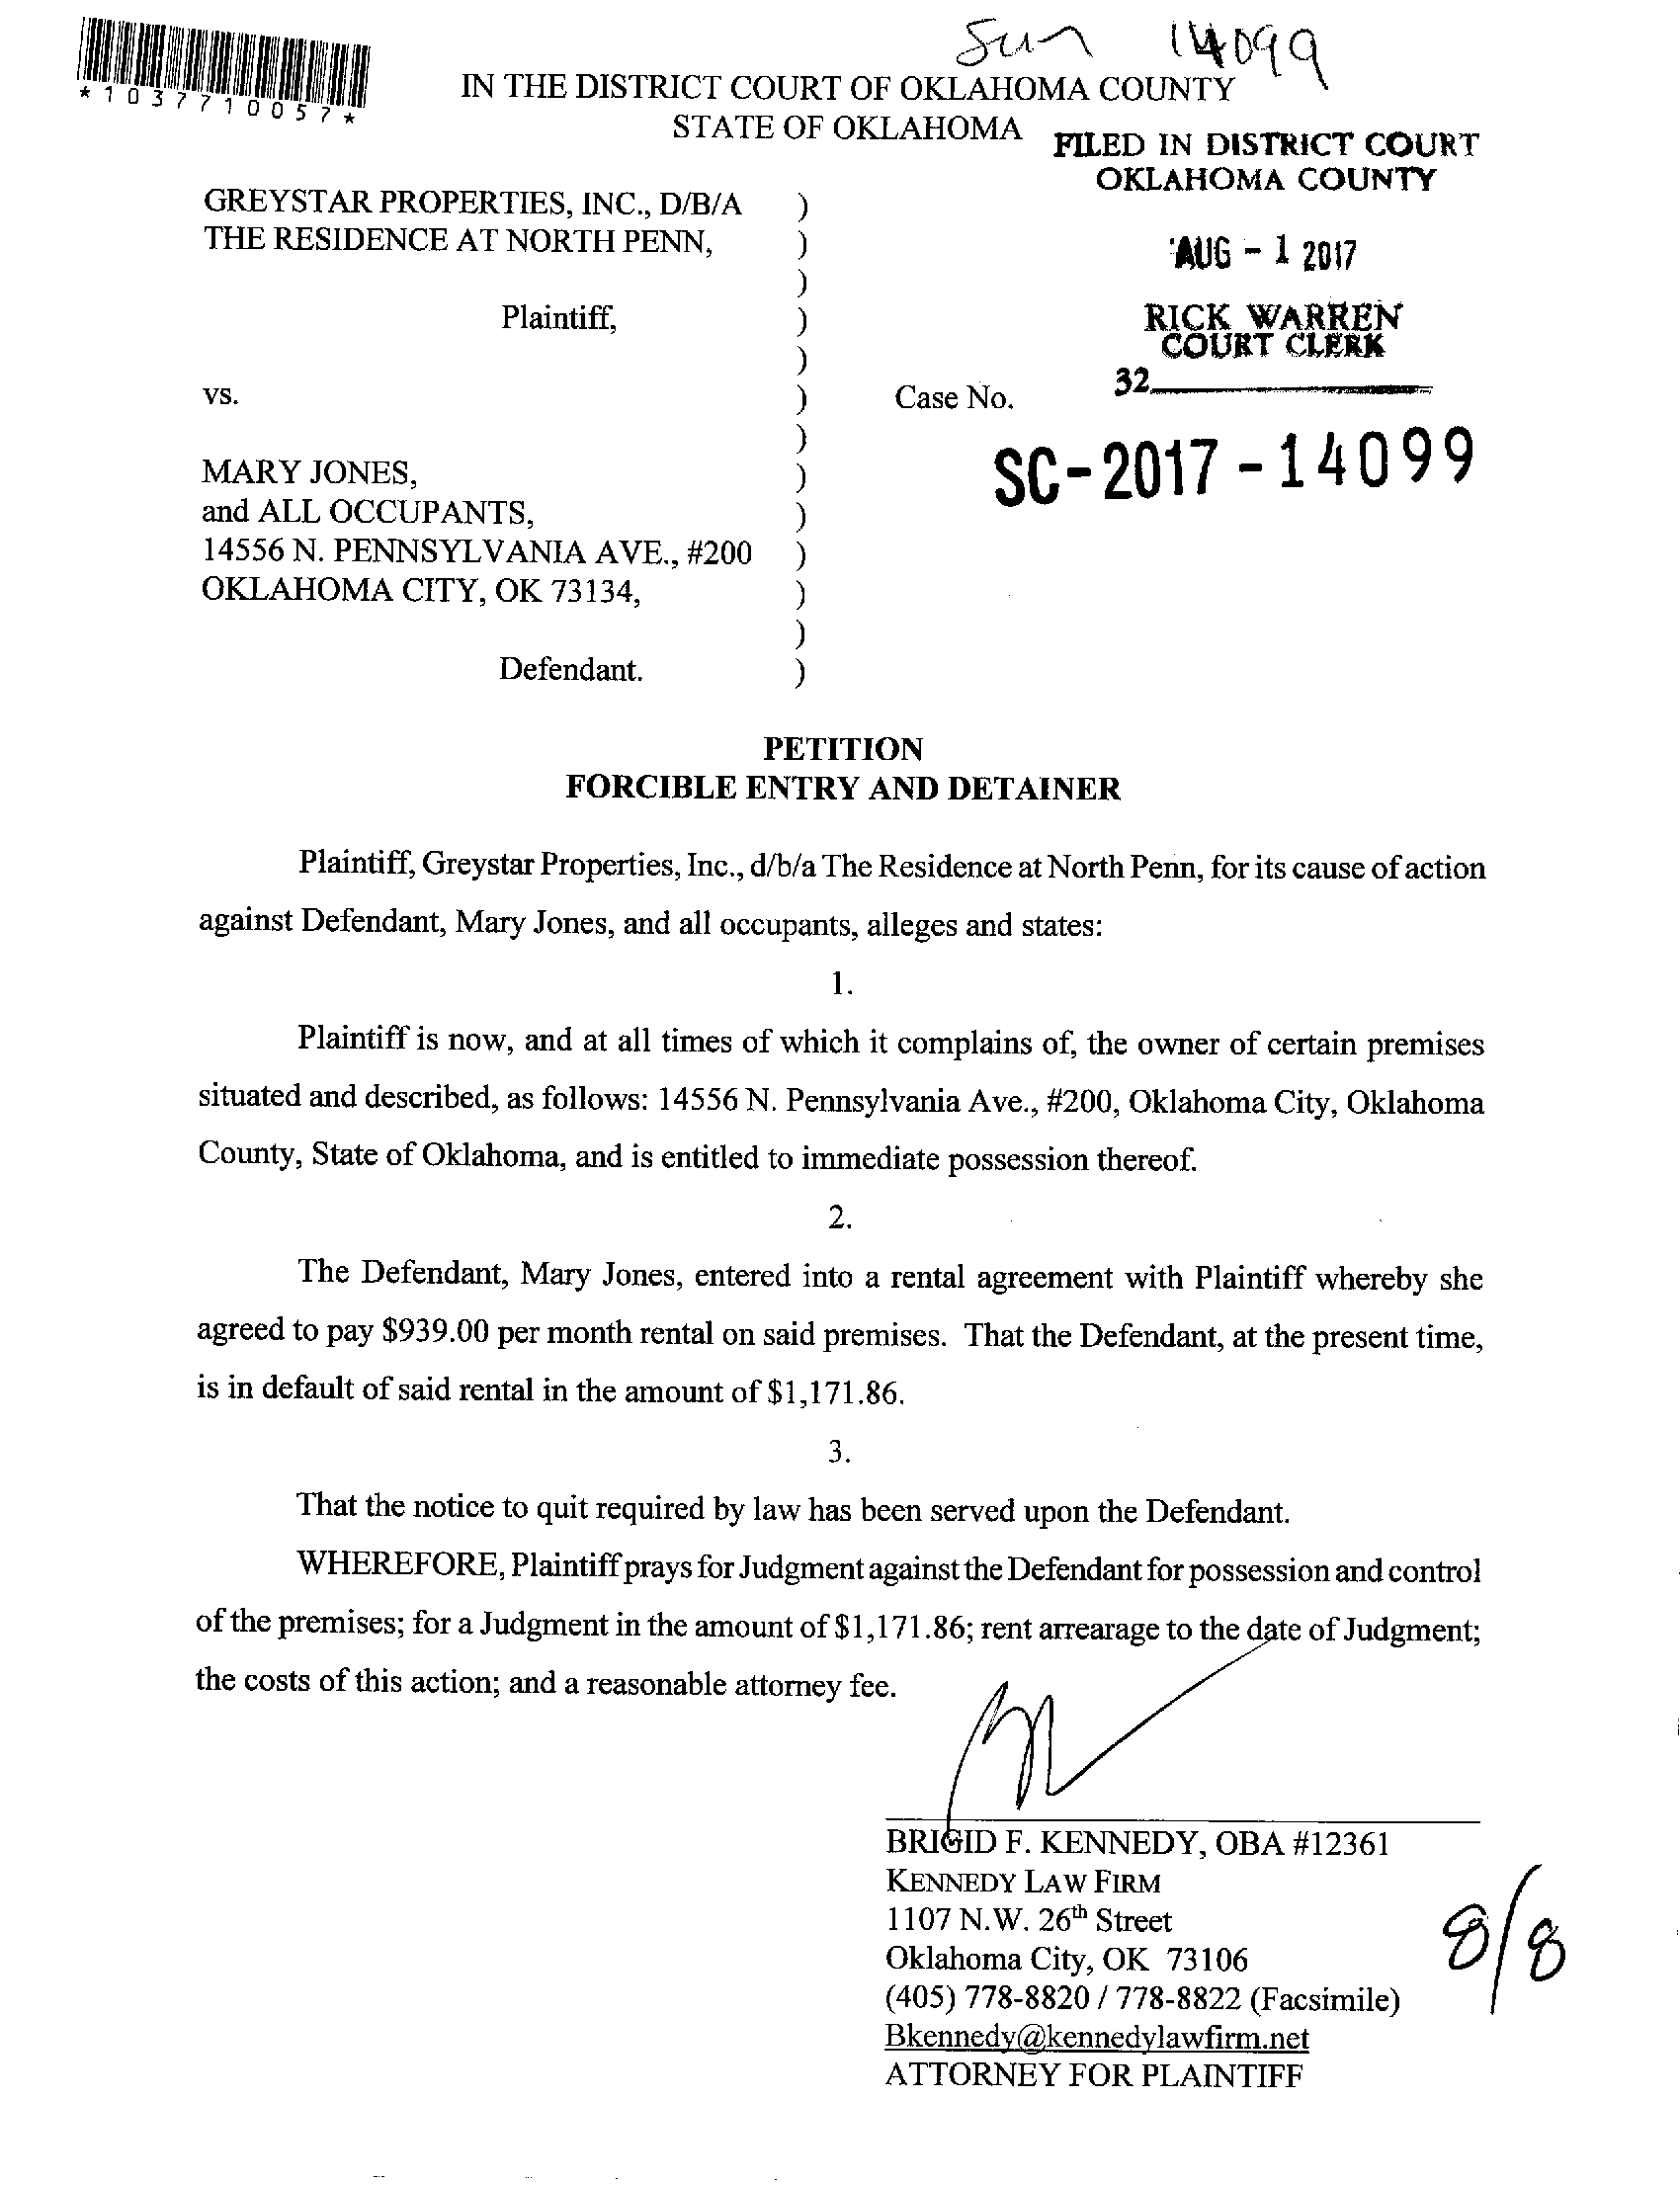 Sun 14099
*1037710057*
IN THE DISTRICT COURT OF OKLAHOMA COUNTY
STATE OF OKLAHOMA
FILED IN DISTRICT COURT
OKLAHOMA COUNTY
AUG - 1 2017
RICK WARREN
COURT CLERK
32
GREYSTAR PROPERTIES, INC., D/B/A )
THE RESIDENCE AT NORTH PENN, )
)
Plaintiff, )
)
vs. ) Case No.
)
SC-2017-14099
MARY JONES, )
and ALL OCCUPANTS, )
14556 N. PENNSYLVANIA AVE., #200 )
OKLAHOMA CITY, OK 73134, )
)
Defendant. )
PETITION
FORCIBLE ENTRY AND DETAINER
Plaintiff, Greystar Properties, Inc., d/b/a The Residence at North Penn, for its cause of action
against Defendant, Mary Jones, and all occupants, alleges and states:
1.
Plaintiff is now, and at all times of which it complains of, the owner of certain premises
situated and described, as follows: 14556 N. Pennsylvania Ave., #200, Oklahoma City, Oklahoma
County, State of Oklahoma, and is entitled to immediate possession thereof.
2.
The Defendant, Mary Jones, entered into a rental agreement with Plaintiff whereby she
agreed to pay $939.00 per month rental on said premises. That the Defendant, at the present time,
is in default of said rental in the amount of $1,171.86.
3.
That the notice to quit required by law has been served upon the Defendant.
WHEREFORE, Plaintiff prays for Judgment against the Defendant for possession and control
of the premises; for a Judgment in the amount of $1,171.86; rent arrearage to the date of Judgment;
the costs of this action; and a reasonable attorney fee.
BRIGID F. KENNEDY, OBA #12361
KENNEDY LAW FIRM
1107 N.W. 26th Street
Oklahoma City, OK 73106
(405) 778-8820 / 778-8822 (Facsimile)
Bkennedy@kennedylawfirm.net
ATTORNEY FOR PLAINTIFF
8/8